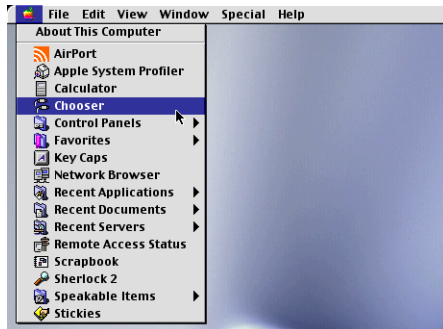 File Edit View Window Special Help
About This Computer
AirPort
Apple System Profiler
Calculator
Chooser
Control Panels
Favorites
Key Caps
Network Browser
Recent Applications
Recent Documents
Recent Servers
Remote Access Status
Scrapbook
Sherlock 2
Speakable Items
Stickies